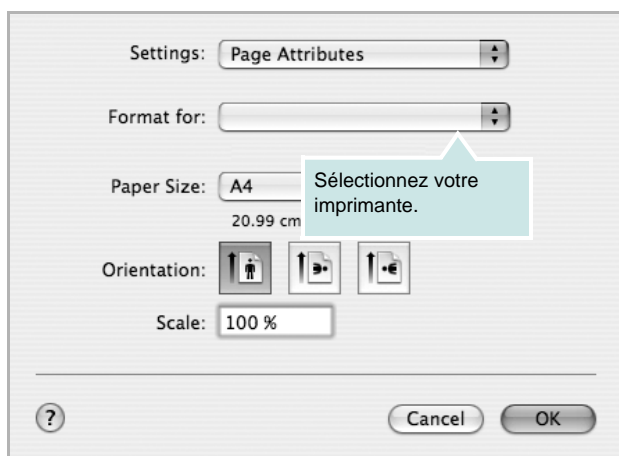 Settings: Page Attributes
Format for:
Sélectionnez votre
imprimante.
Paper Size: A4
20.99 cm
Orientation:
Scale: 100 %
? Cancel OK